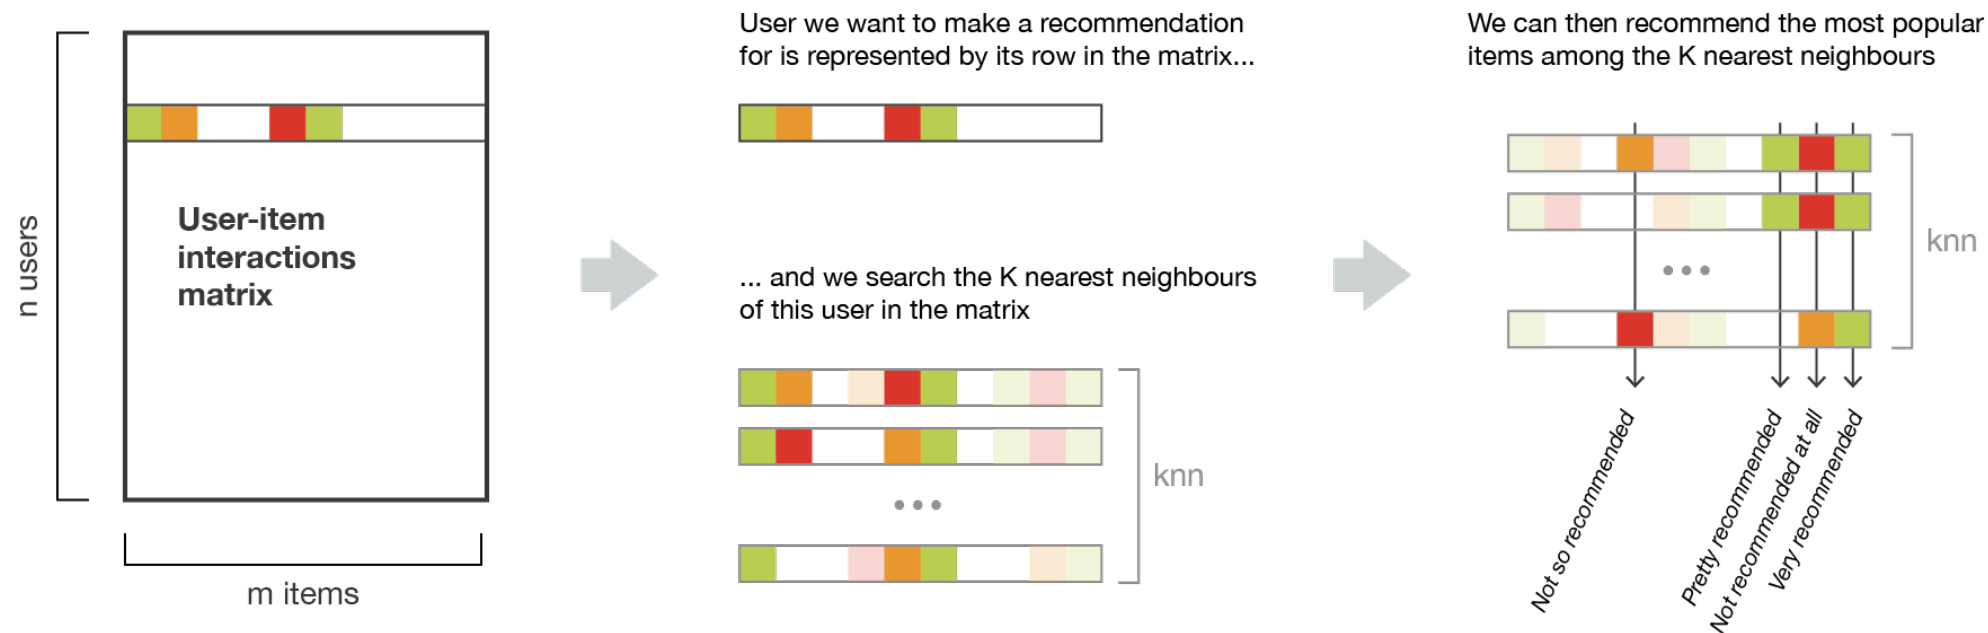 n users
User-item
interactions
matrix
m items
User we want to make a recommendation
for is represented by its row in the matrix...
... and we search the K nearest neighbours
of this user in the matrix
knn
We can then recommend the most popular
items among the K nearest neighbours
knn
Not so recommended
Pretty recommended
Not recommended at all
Very recommended